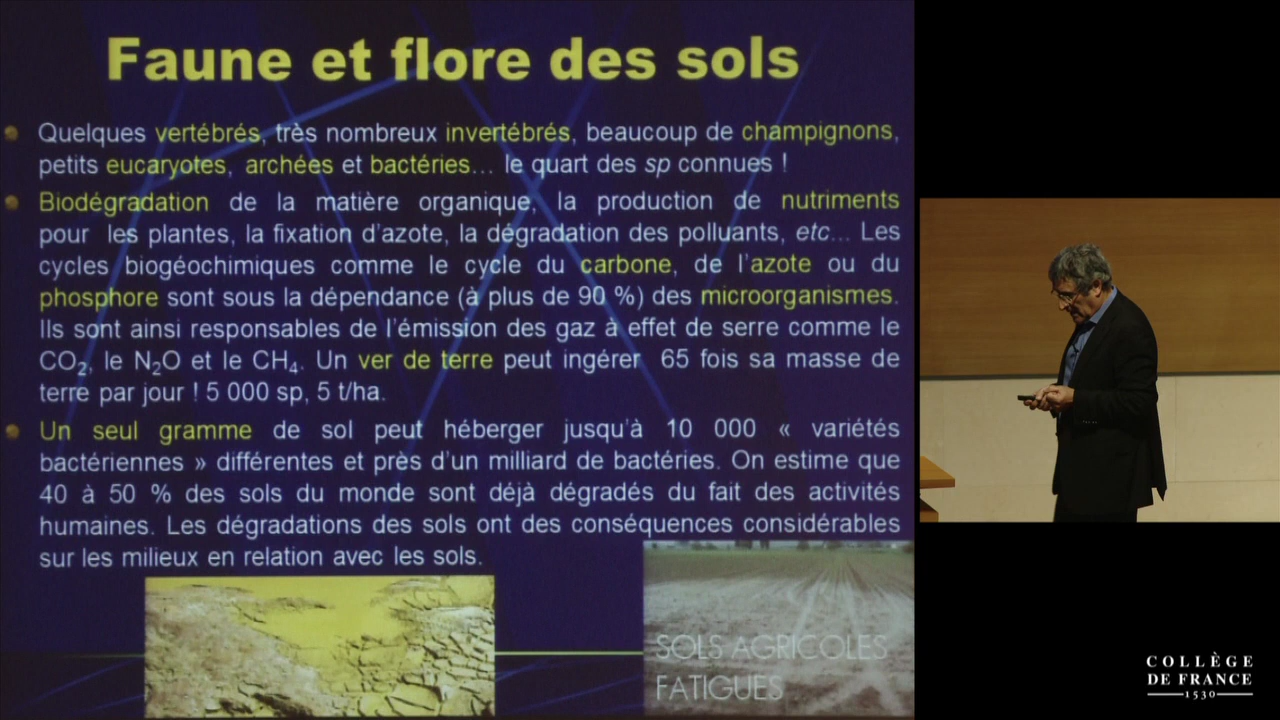 Faune et flore des sols
Quelques vertébrés, très nombreux invertébrés, beaucoup de champignons,
petits eucaryotes, archées et bactéries... le quart des sp connues !
Biodégradation de la matière organique, la production de nutriments
pour les plantes, la fixation d'azote, la dégradation des polluants, etc... Les
cycles biogéochimiques comme le cycle du carbone, de l'azote ou du
phosphore sont sous la dépendance (à plus de 90 %) des microorganismes.
Ils sont ainsi responsables de l'émission des gaz à effet de serre comme le
CO₂, le N₂O et le CH₄. Un ver de terre peut ingérer 65 fois sa masse de
terre par jour ! 5 000 sp, 5 t/ha.
Un seul gramme de sol peut héberger jusqu'à 10 000 « variétés
bactériennes » différentes et près d'un milliard de bactéries. On estime que
40 à 50 % des sols du monde sont déjà dégradés du fait des activités
humaines. Les dégradations des sols ont des conséquences considérables
sur les milieux en relation avec les sols.
SOLS AGRICOLES
FATIGUÉS
COLLÈGE
DE FRANCE
1530